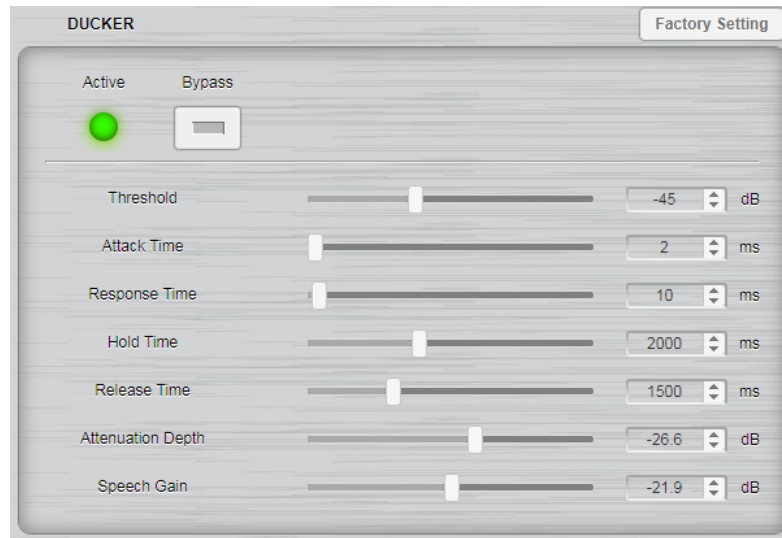 DUCKER Factory Setting
Active Bypass
Threshold -45 dB
Attack Time 2 ms
Response Time 10 ms
Hold Time 2000 ms
Release Time 1500 ms
Attenuation Depth -26.6 dB
Speech Gain -21.9 dB